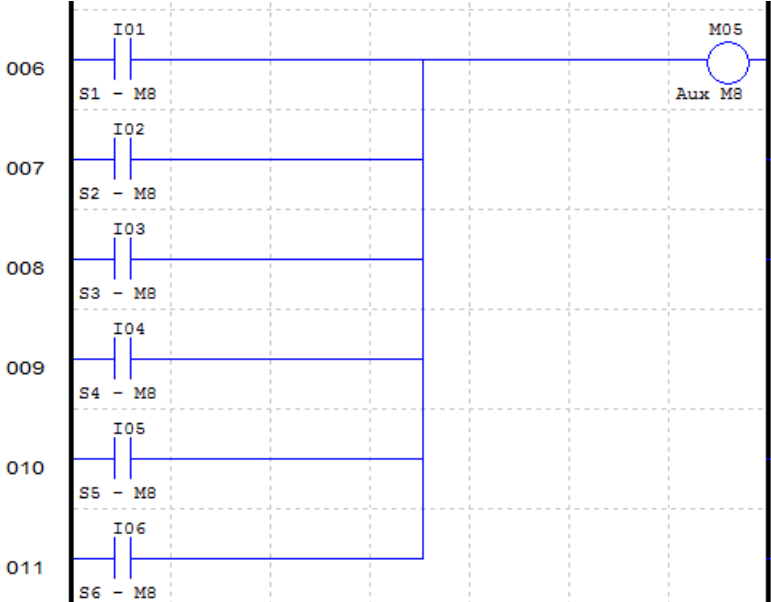 I01 M05
006
S1 - M8 Aux M8
I02
007
S2 - M8
I03
008
S3 - M8
I04
009
S4 - M8
I05
010
S5 - M8
I06
011
S6 - M8